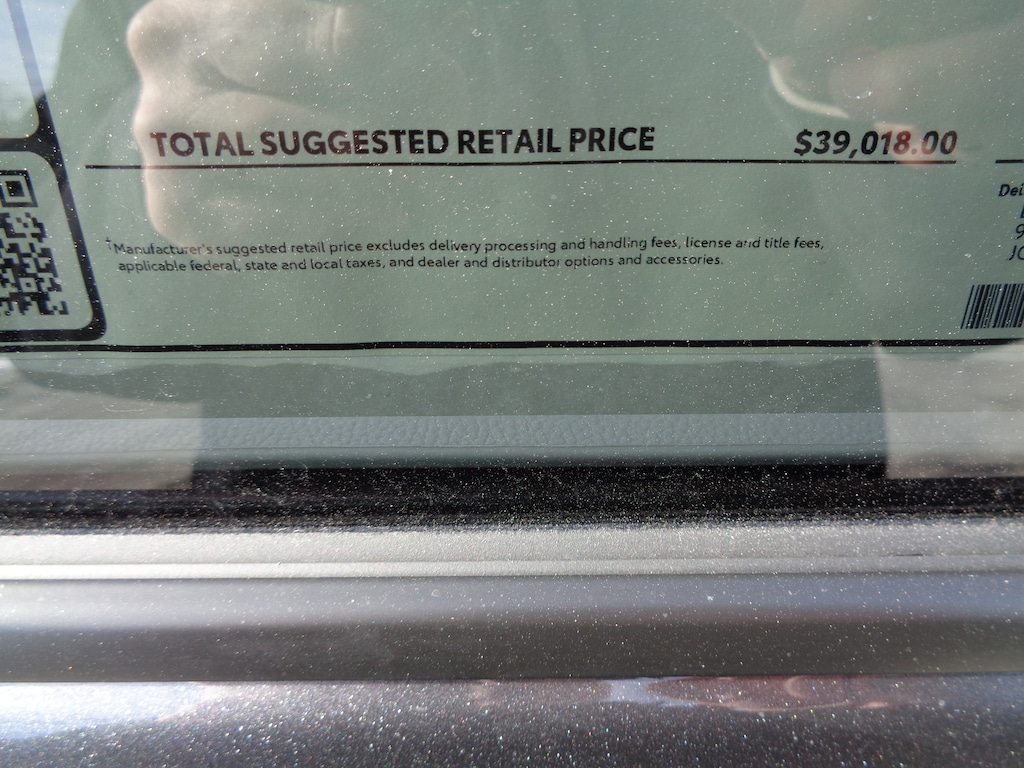 TOTAL SUGGESTED RETAIL PRICE $39,018.00
Manufacturer's suggested retail price excludes delivery processing and handling fees, license and title fees,
applicable federal, state and local taxes, and dealer and distributor options and accessories.